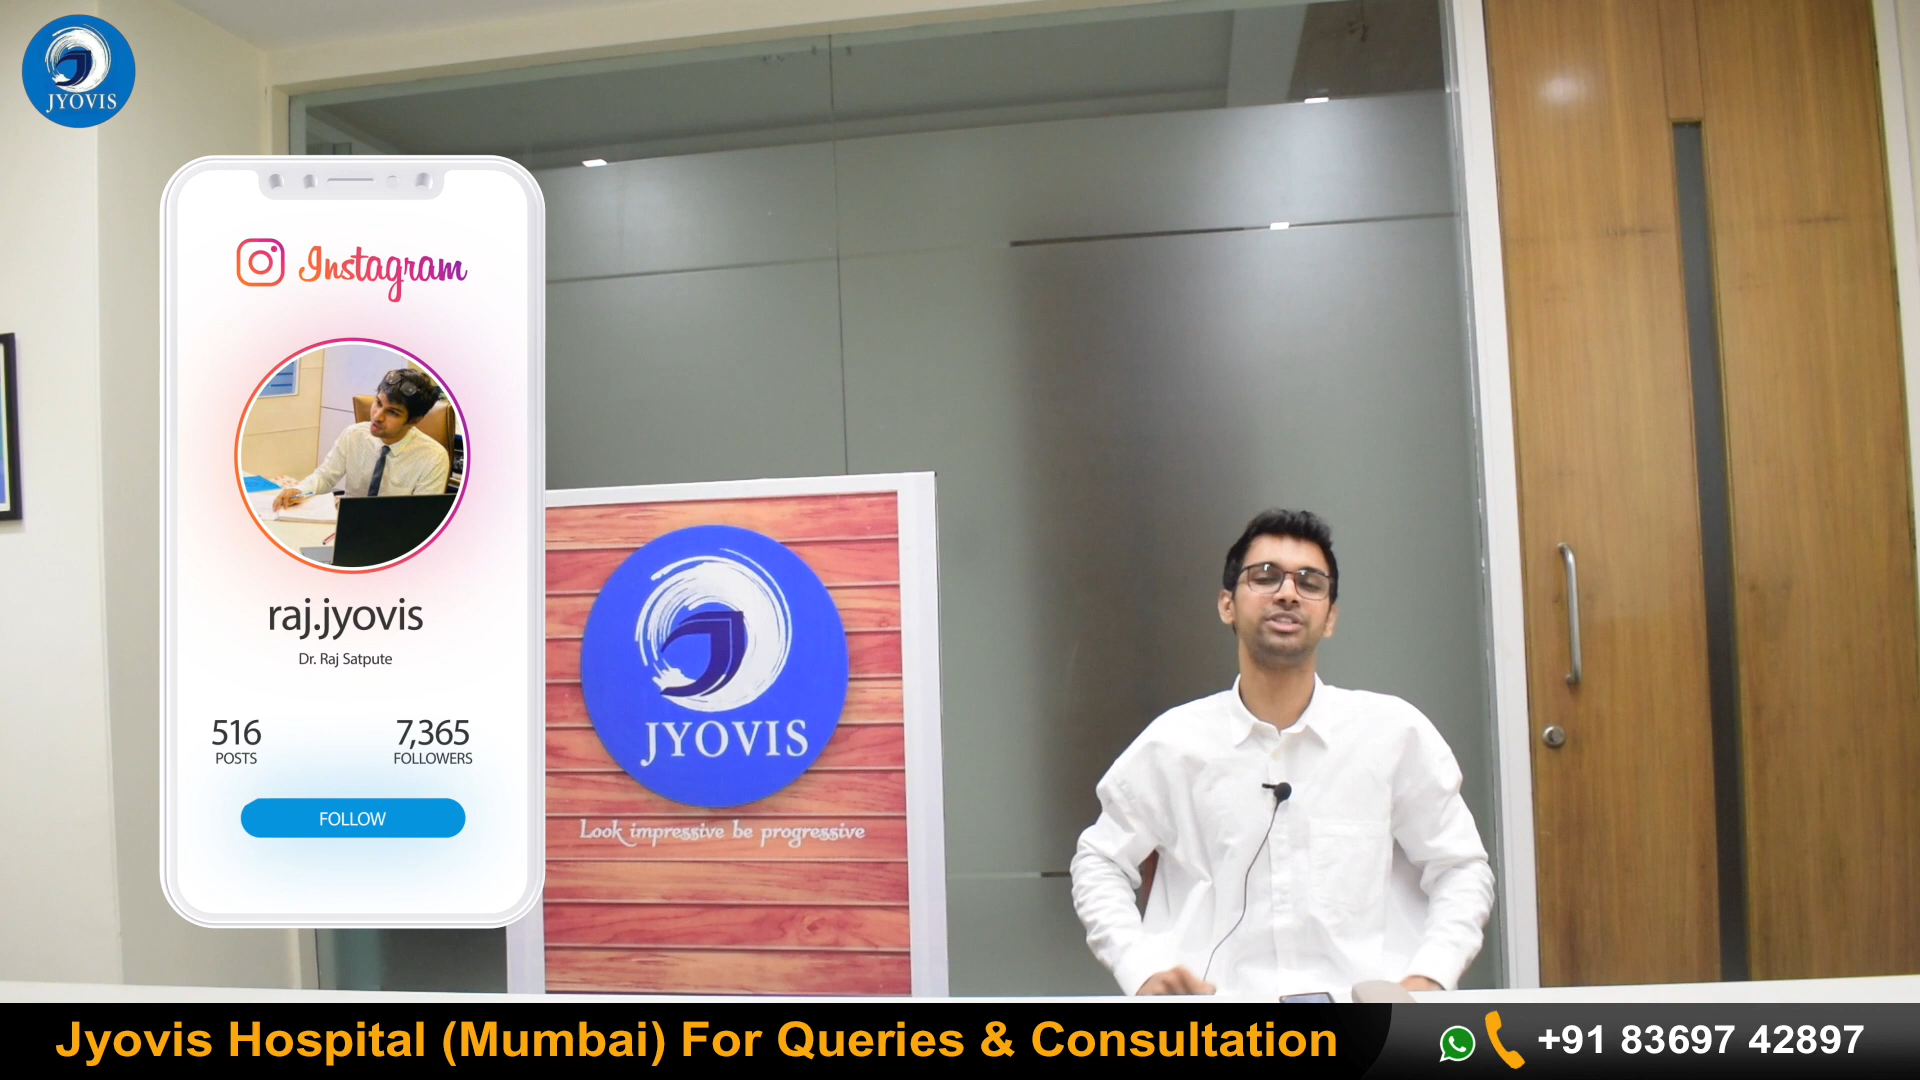 JYOVIS
Instagram
raj.jyovis
Dr. Raj Satpute
516
POSTS
7,365
FOLLOWERS
FOLLOW
JYOVIS
Look impressive be progressive
Jyovis Hospital (Mumbai) For Queries & Consultation
+91 83697 42897